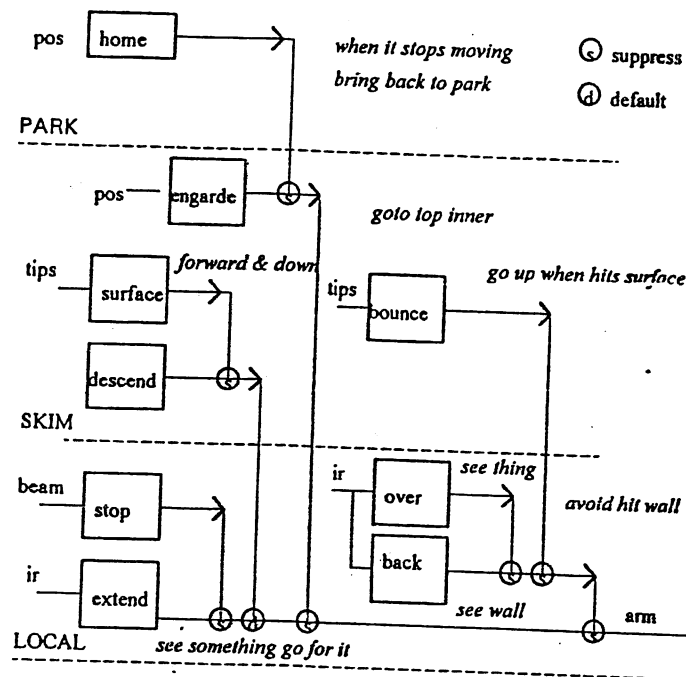 pos
home
when it stops moving
bring back to park
s suppress
d default
PARK
pos
engarde
s
goto top inner
tips
surface
forward & down
tips
bounce
go up when hits surface
descend
s
SKIM
beam
stop
ir
over
see thing
avoid hit wall
back
s
s
see wall
ir
extend
s
d
s
s
arm
LOCAL
see something go for it